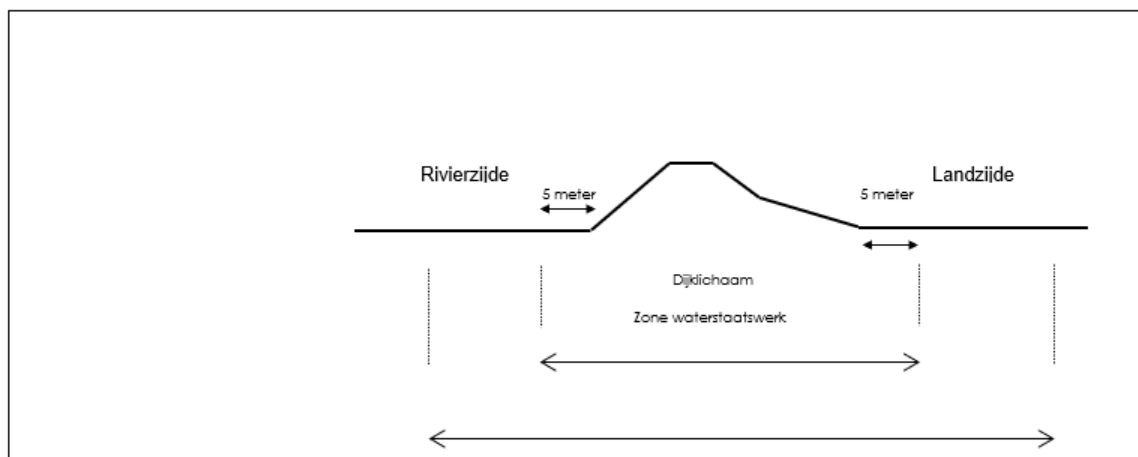 Rivierzijde
Landzijde
5 meter
5 meter
Dijklichaam
Zone waterstaatswerk